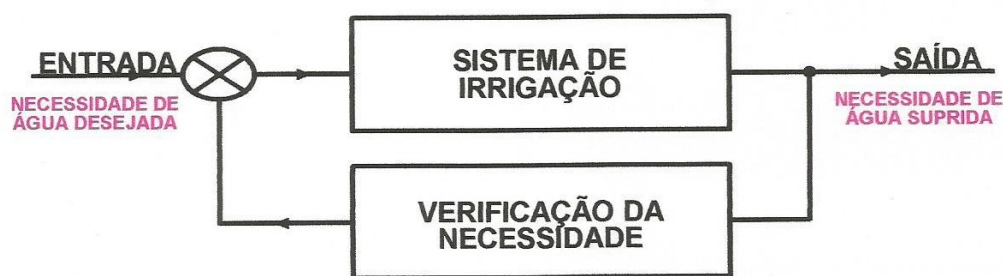 ENTRADA
NECESSIDADE DE
ÁGUA DESEJADA
SISTEMA DE
IRRIGAÇÃO
SAÍDA
NECESSIDADE DE
ÁGUA SUPRIDA
VERIFICAÇÃO DA
NECESSIDADE